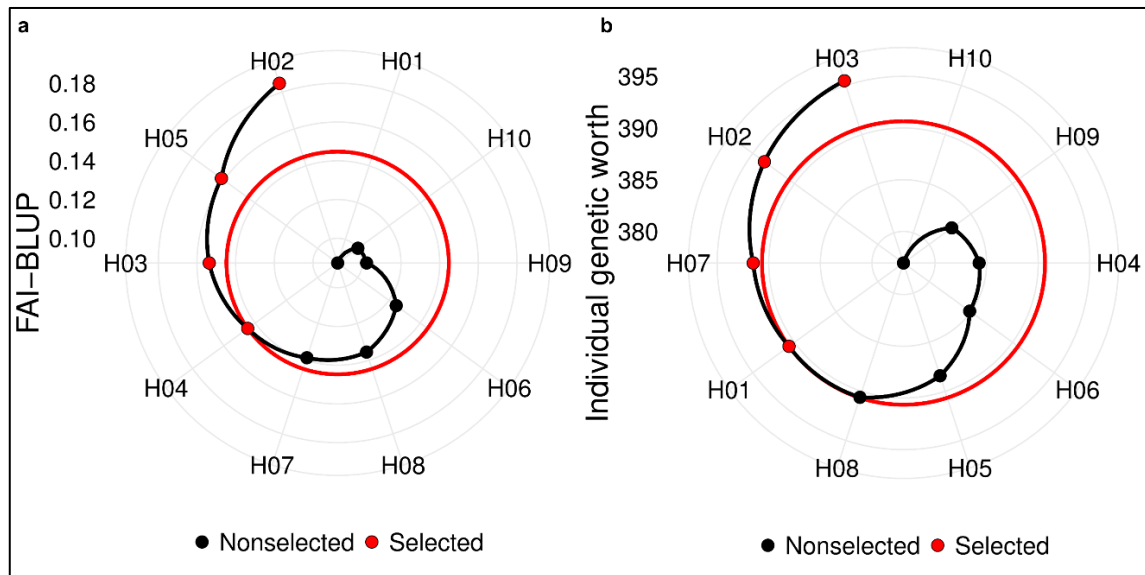 a
H02
H01
0.18
0.16
H05
H10
0.14
0.12
0.10
FAI–BLUP
H03
H09
H04
H06
H07
H08
Nonselected
Selected
b
H03
H10
395
390
H02
H09
385
380
Individual genetic worth
H07
H04
H01
H06
H08
H05
Nonselected
Selected